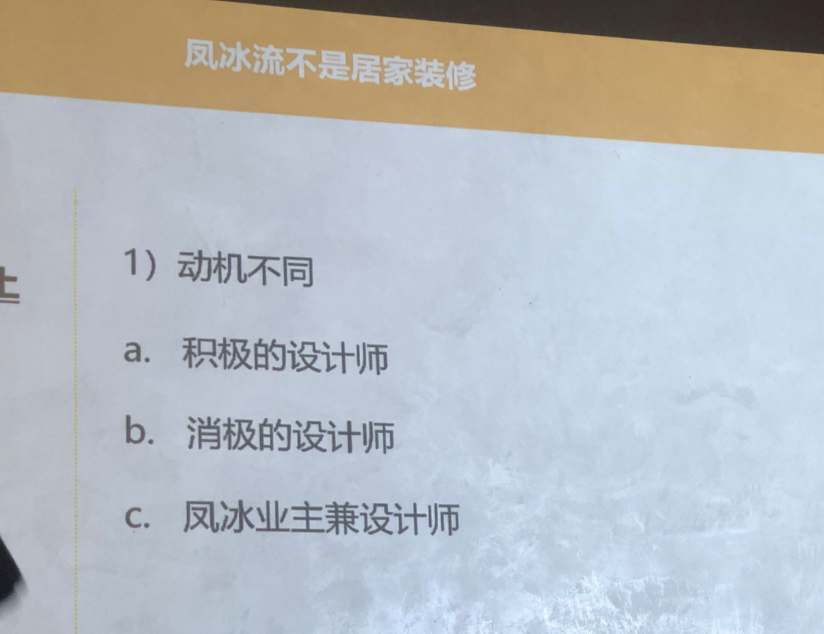 凤冰流不是居家装修
1）动机不同
a. 积极的设计师
b. 消极的设计师
c. 凤冰业主兼设计师